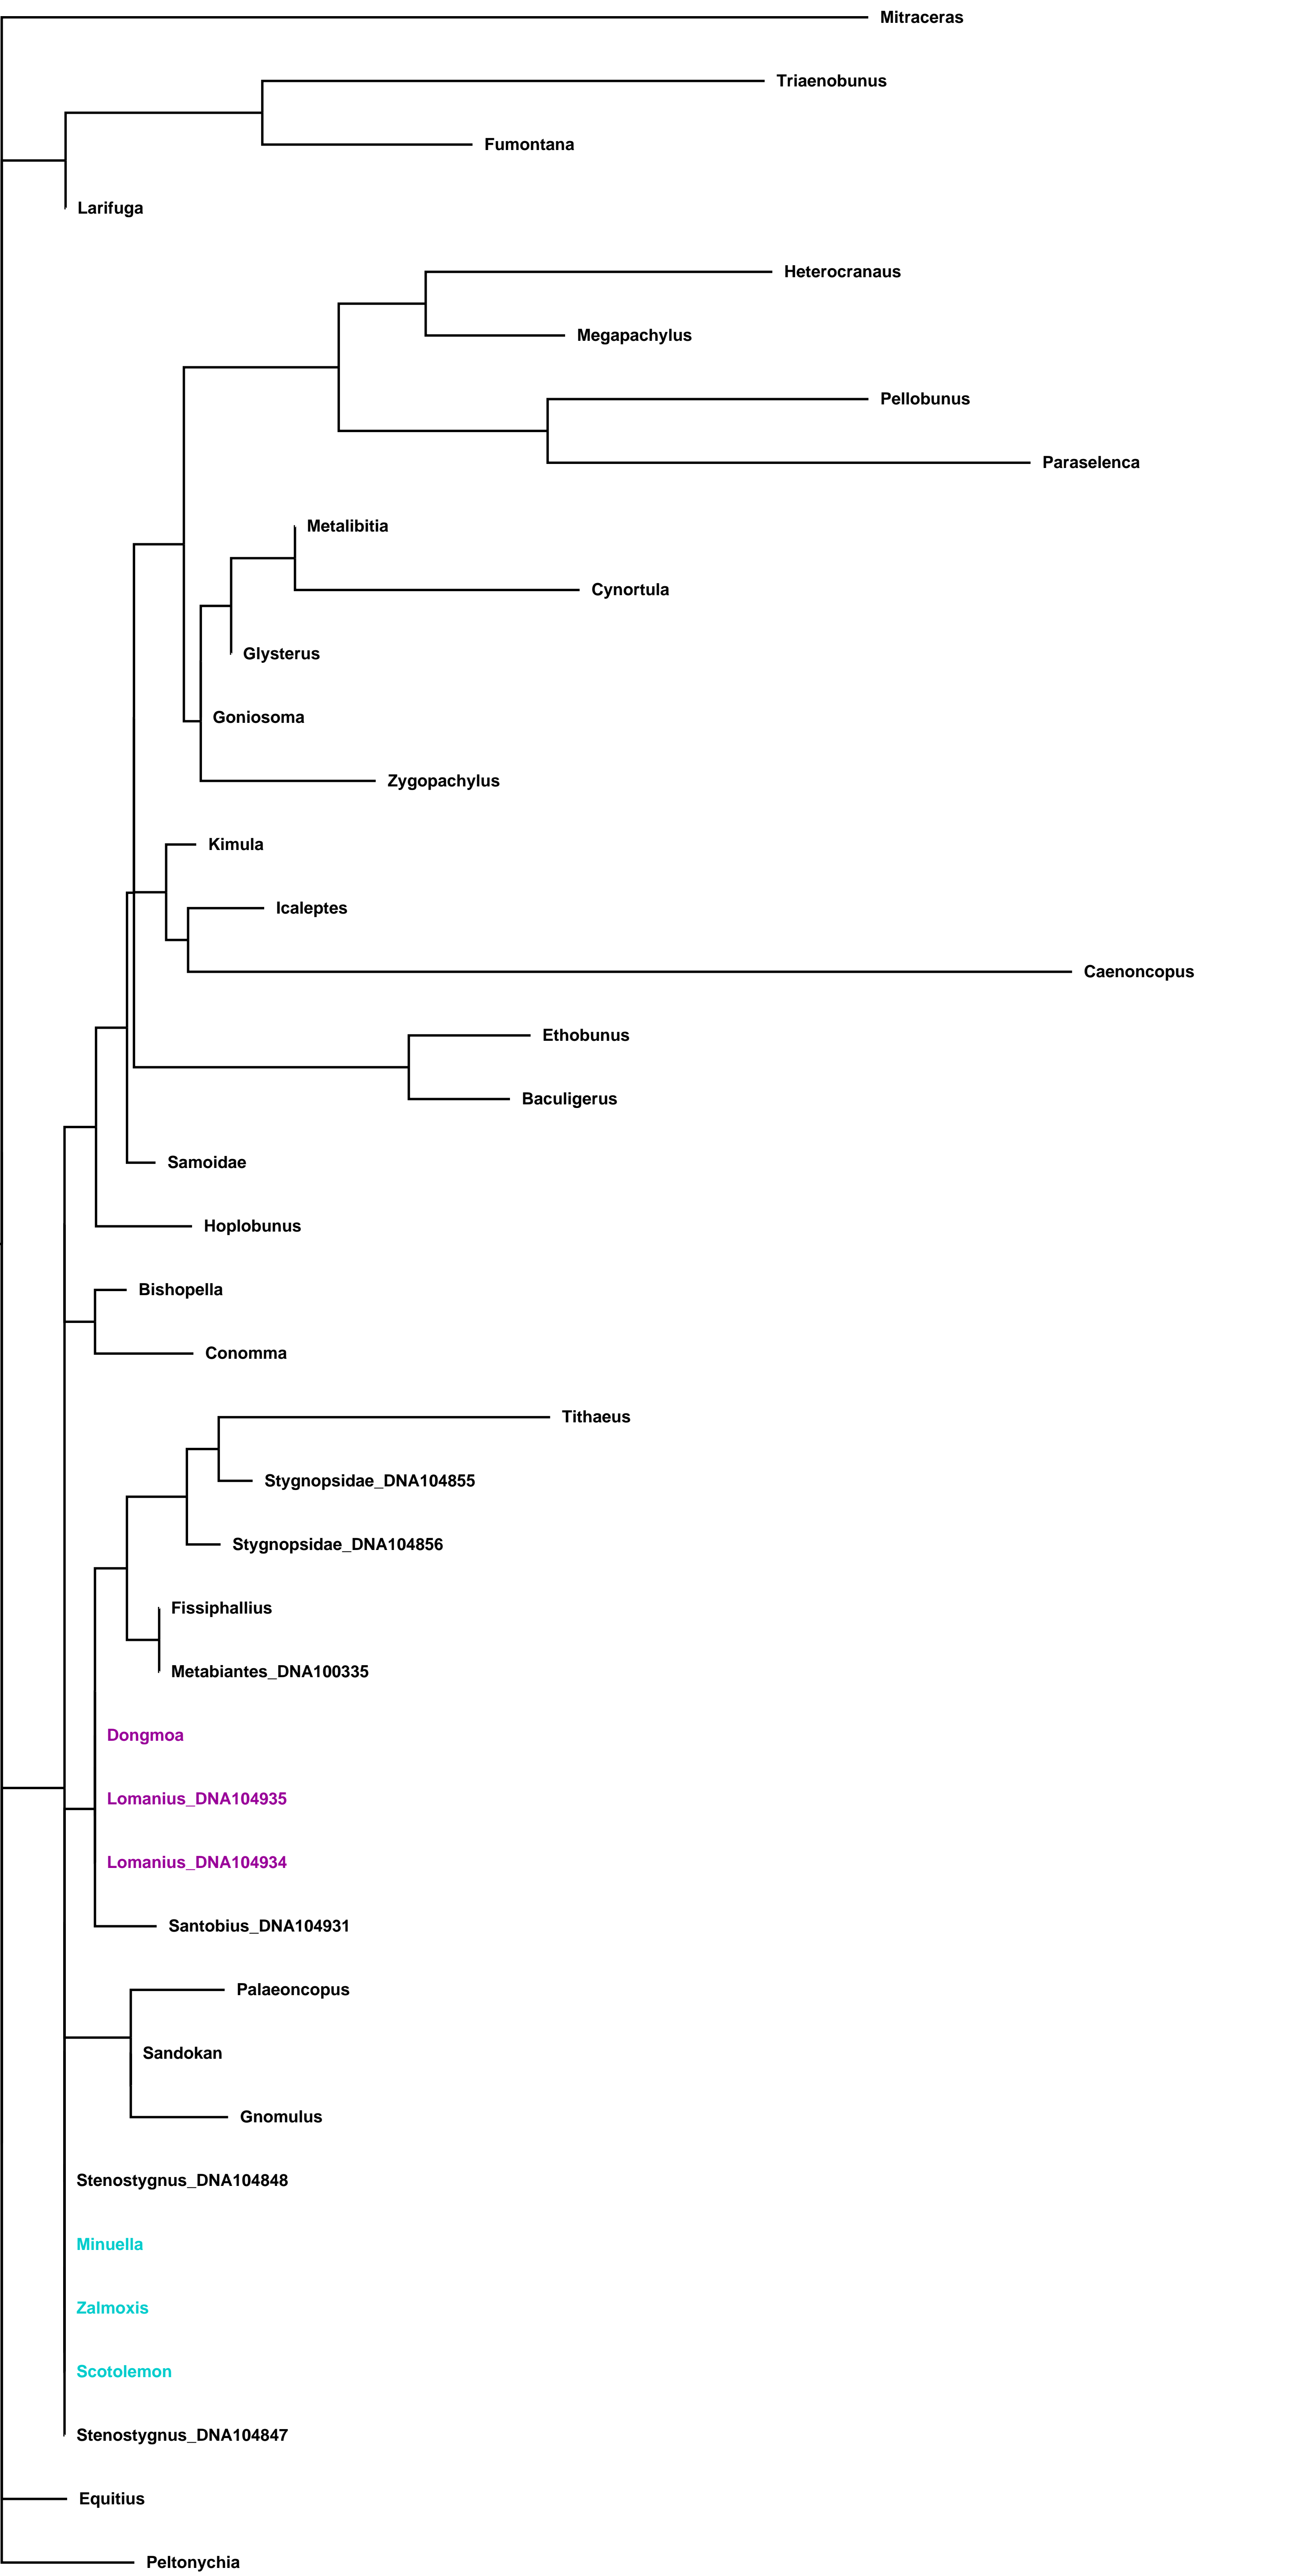 Mitraceras
Triaenobunus
Fumontana
Larifuga
Heterocranaus
Megapachylus
Pellobunus
Paraselenca
Metalibitia
Cynortula
Glysterus
Goniosoma
Zygopachylus
Kimula
Icaleptes
Caenoncopus
Ethobunus
Baculigerus
Samoidae
Hoplobunus
Bishopella
Conomma
Tithaeus
Stygnopsidae_DNA104855
Stygnopsidae_DNA104856
Fissiphallius
Metabiantes_DNA100335
Dongmoa
Lomanius_DNA104935
Lomanius_DNA104934
Santobius_DNA104931
Palaeoncopus
Sandokan
Gnomulus
Stenostygnus_DNA104848
Minuella
Zalmoxis
Scotolemon
Stenostygnus_DNA104847
Equitius
Peltonychia